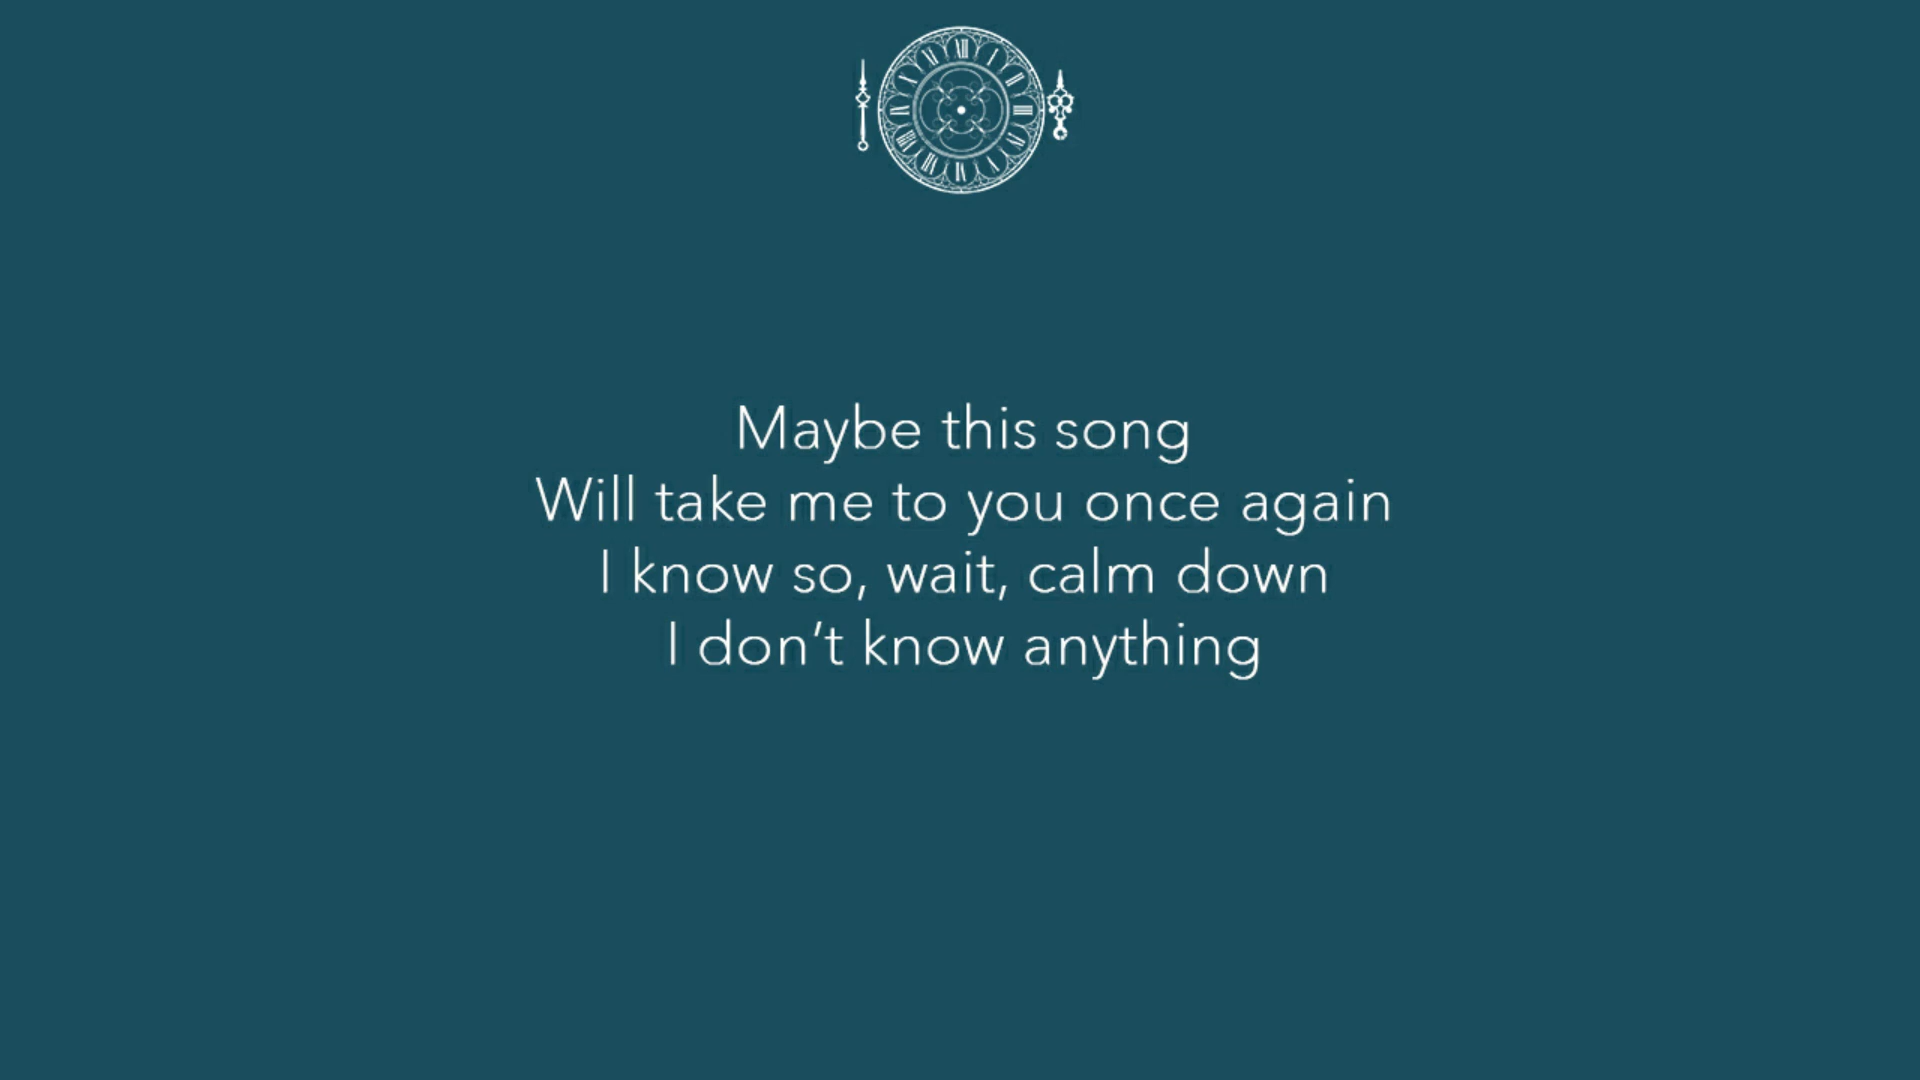 Maybe this song
Will take me to you once again
I know so, wait, calm down
I don’t know anything